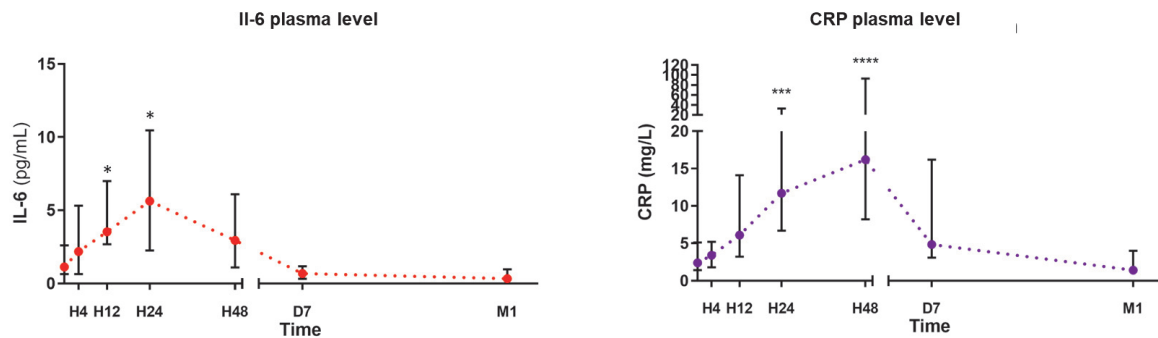 Il-6 plasma level
15
10
5
0
IL-6 (pg/mL)
*
*
H4 H12 H24 H48 D7 M1
Time
CRP plasma level
120
100
80
60
40
20
20
15
10
5
0
CRP (mg/L)
***
****
H4 H12 H24 H48 D7 M1
Time